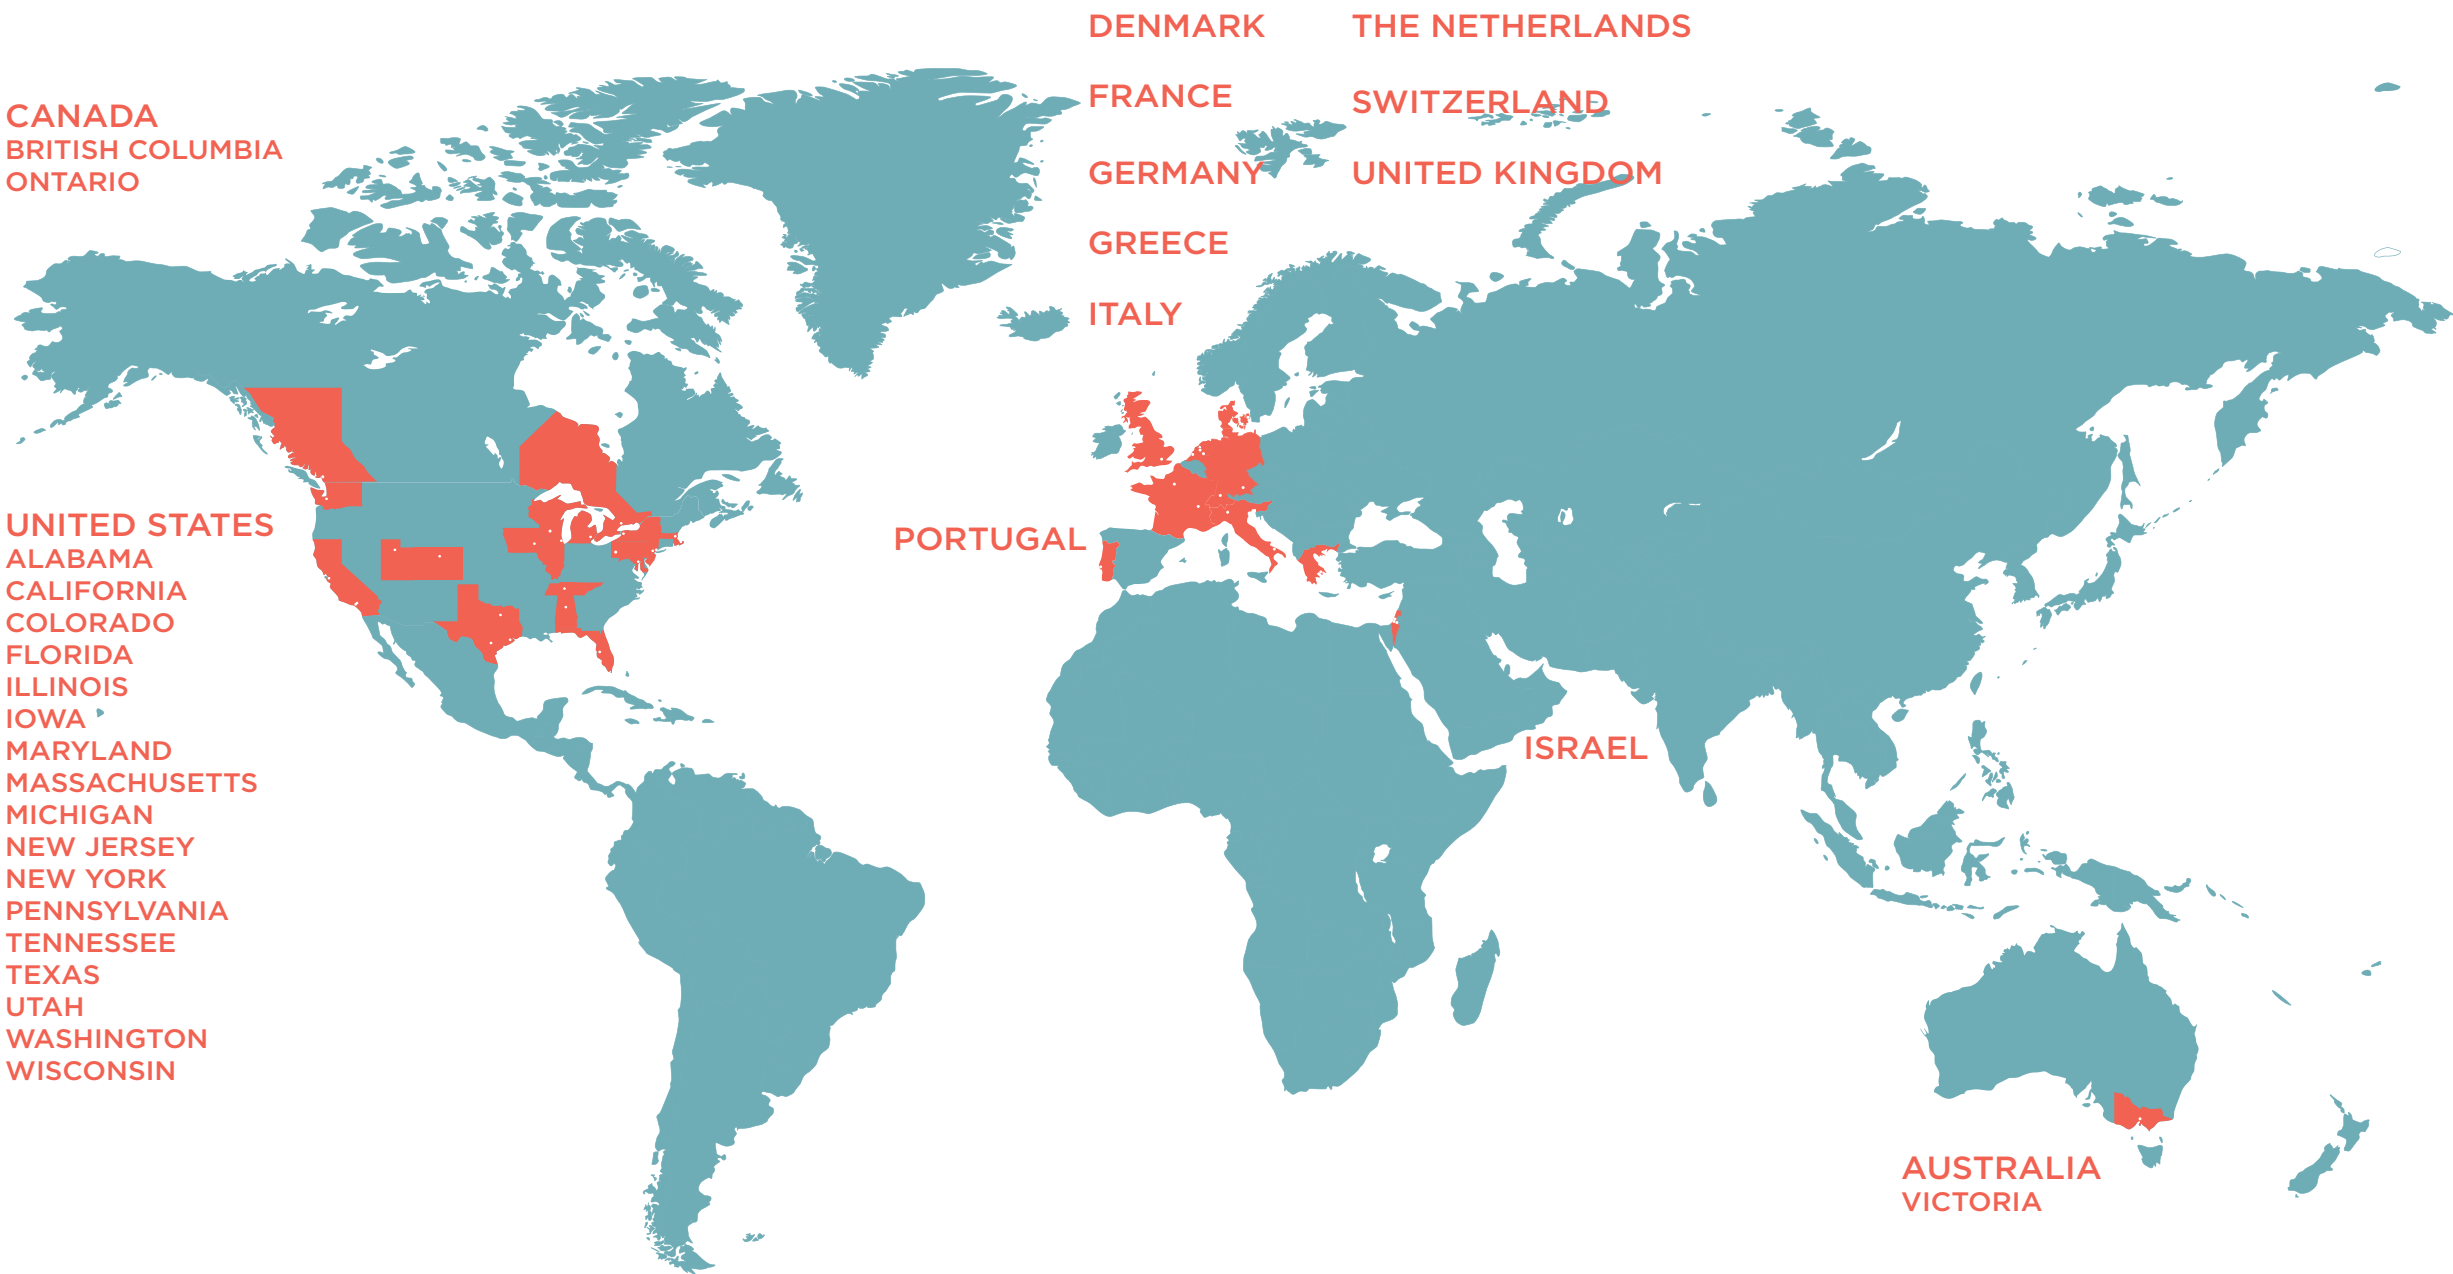 DENMARK
THE NETHERLANDS
FRANCE
SWITZERLAND
GERMANY
UNITED KINGDOM
GREECE
ITALY
CANADA
BRITISH COLUMBIA
ONTARIO
UNITED STATES
ALABAMA
CALIFORNIA
COLORADO
FLORIDA
ILLINOIS
IOWA
MARYLAND
MASSACHUSETTS
MICHIGAN
NEW JERSEY
NEW YORK
PENNSYLVANIA
TENNESSEE
TEXAS
UTAH
WASHINGTON
WISCONSIN
PORTUGAL
ISRAEL
AUSTRALIA
VICTORIA